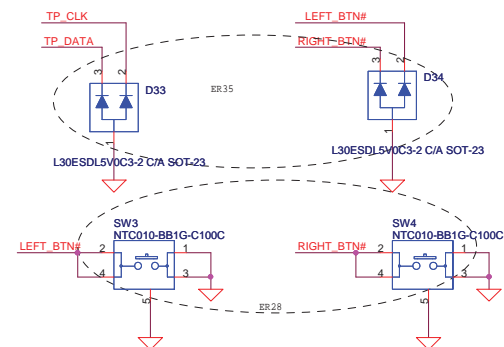 TP_CLK
TP_DATA
3
2
D33
1
L30ESDL5V0C3-2 C/A SOT-23
ER35
LEFT_BTN#
RIGHT_BTN#
3
2
D34
1
L30ESDL5V0C3-2 C/A SOT-23
SW3
NTC010-BB1G-C100C
LEFT_BTN#
2
1
4
3
5
ER28
SW4
NTC010-BB1G-C100C
RIGHT_BTN#
2
1
4
3
5